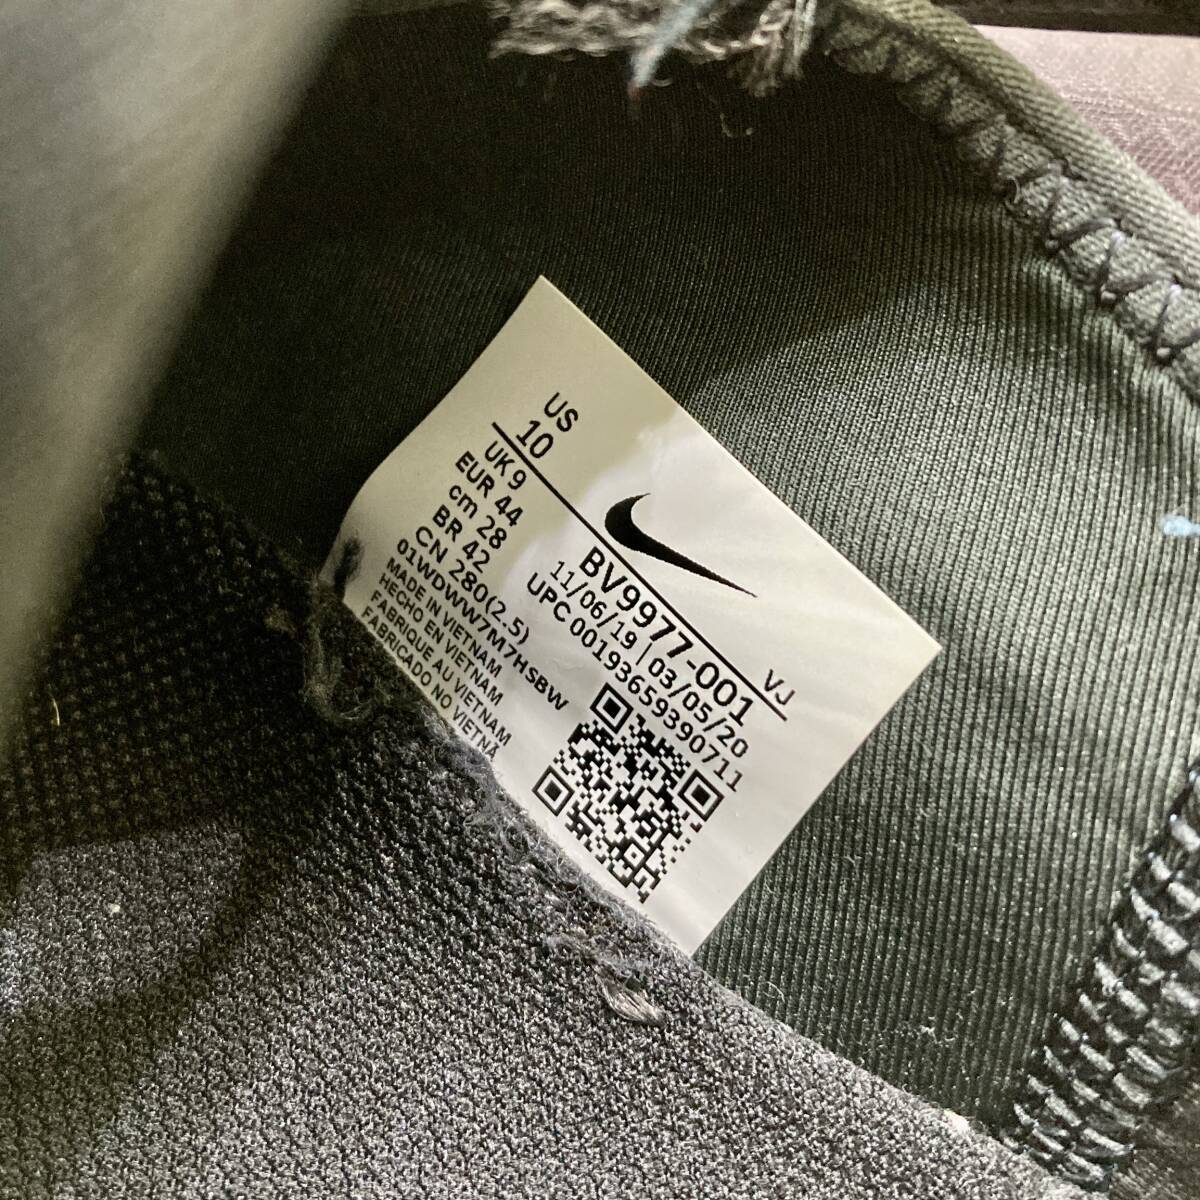 US
10
UK 9
EUR 44
cm 28
BR 42
CN 280(2.5)
01WDWW7M7HSBW
MADE IN VIETNAM
HECHO EN VIETNAM
FABRIQUE AU VIETNAM
FABRICADO NO VIETNÃ
VJ
BV9977-001
11/06/19 | 03/05/20
UPC 00193659390711